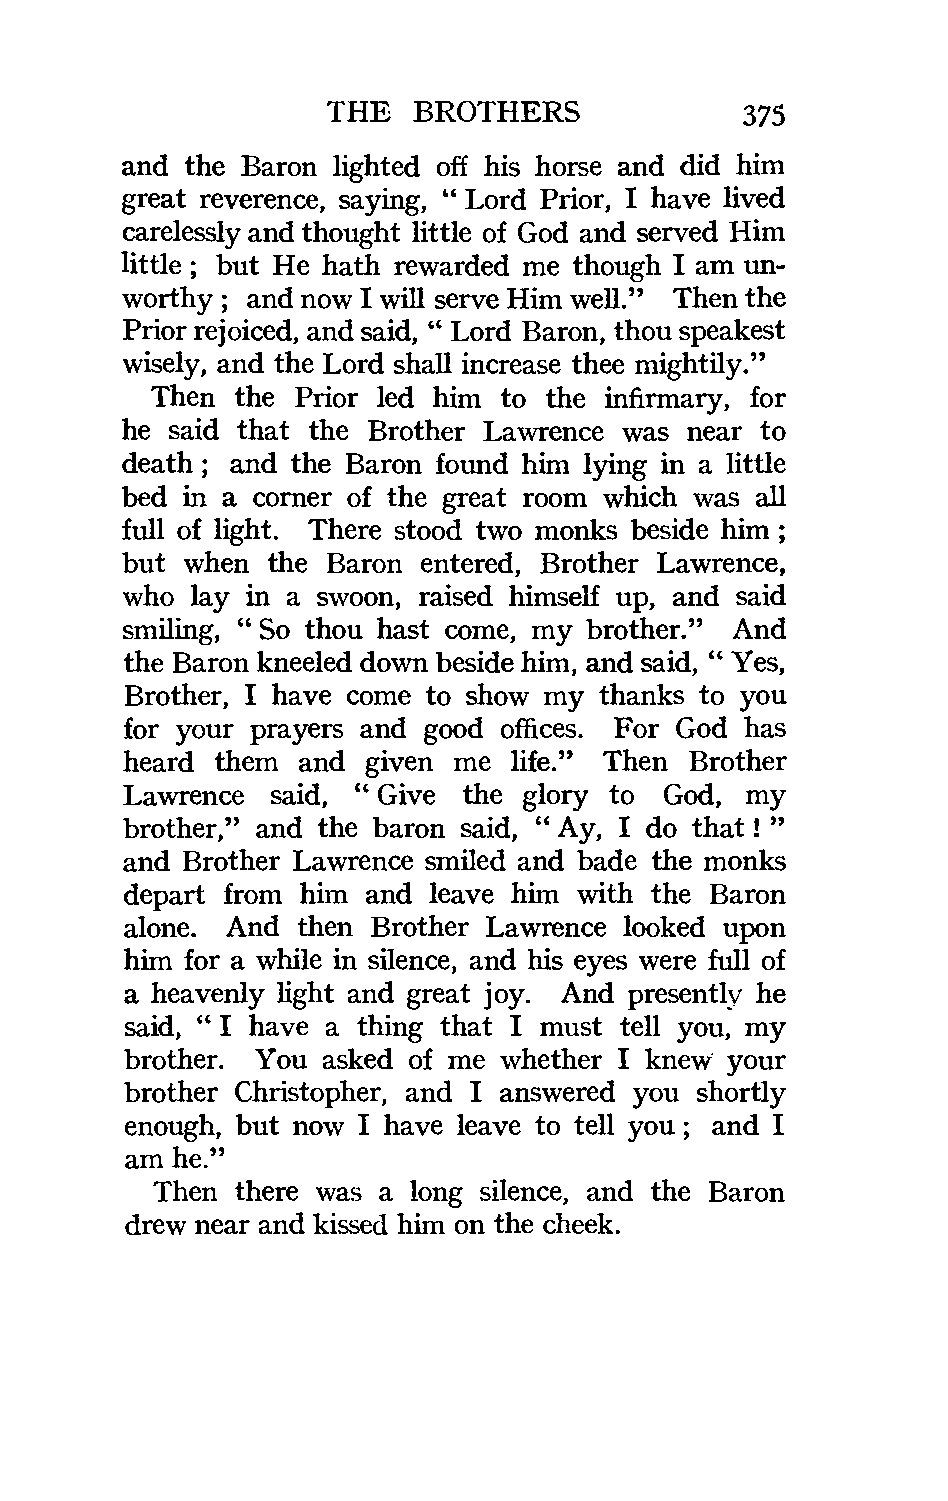 THE BROTHERS 375
and the Baron lighted off his horse and did him
great reverence, saying, “ Lord Prior, I have lived
carelessly and thought little of God and served Him
little ; but He hath rewarded me though I am un-
worthy ; and now I will serve Him well.” Then the
Prior rejoiced, and said, “ Lord Baron, thou speakest
wisely, and the Lord shall increase thee mightily.”
Then the Prior led him to the infirmary, for
he said that the Brother Lawrence was near to
death ; and the Baron found him lying in a little
bed in a corner of the great room which was all
full of light. There stood two monks beside him ;
but when the Baron entered, Brother Lawrence,
who lay in a swoon, raised himself up, and said
smiling, “ So thou hast come, my brother.” And
the Baron kneeled down beside him, and said, “ Yes,
Brother, I have come to show my thanks to you
for your prayers and good offices. For God has
heard them and given me life.” Then Brother
Lawrence said, “ Give the glory to God, my
brother,” and the baron said, “ Ay, I do that ! ”
and Brother Lawrence smiled and bade the monks
depart from him and leave him with the Baron
alone. And then Brother Lawrence looked upon
him for a while in silence, and his eyes were full of
a heavenly light and great joy. And presently he
said, “ I have a thing that I must tell you, my
brother. You asked of me whether I knew your
brother Christopher, and I answered you shortly
enough, but now I have leave to tell you ; and I
am he.”
Then there was a long silence, and the Baron
drew near and kissed him on the cheek.